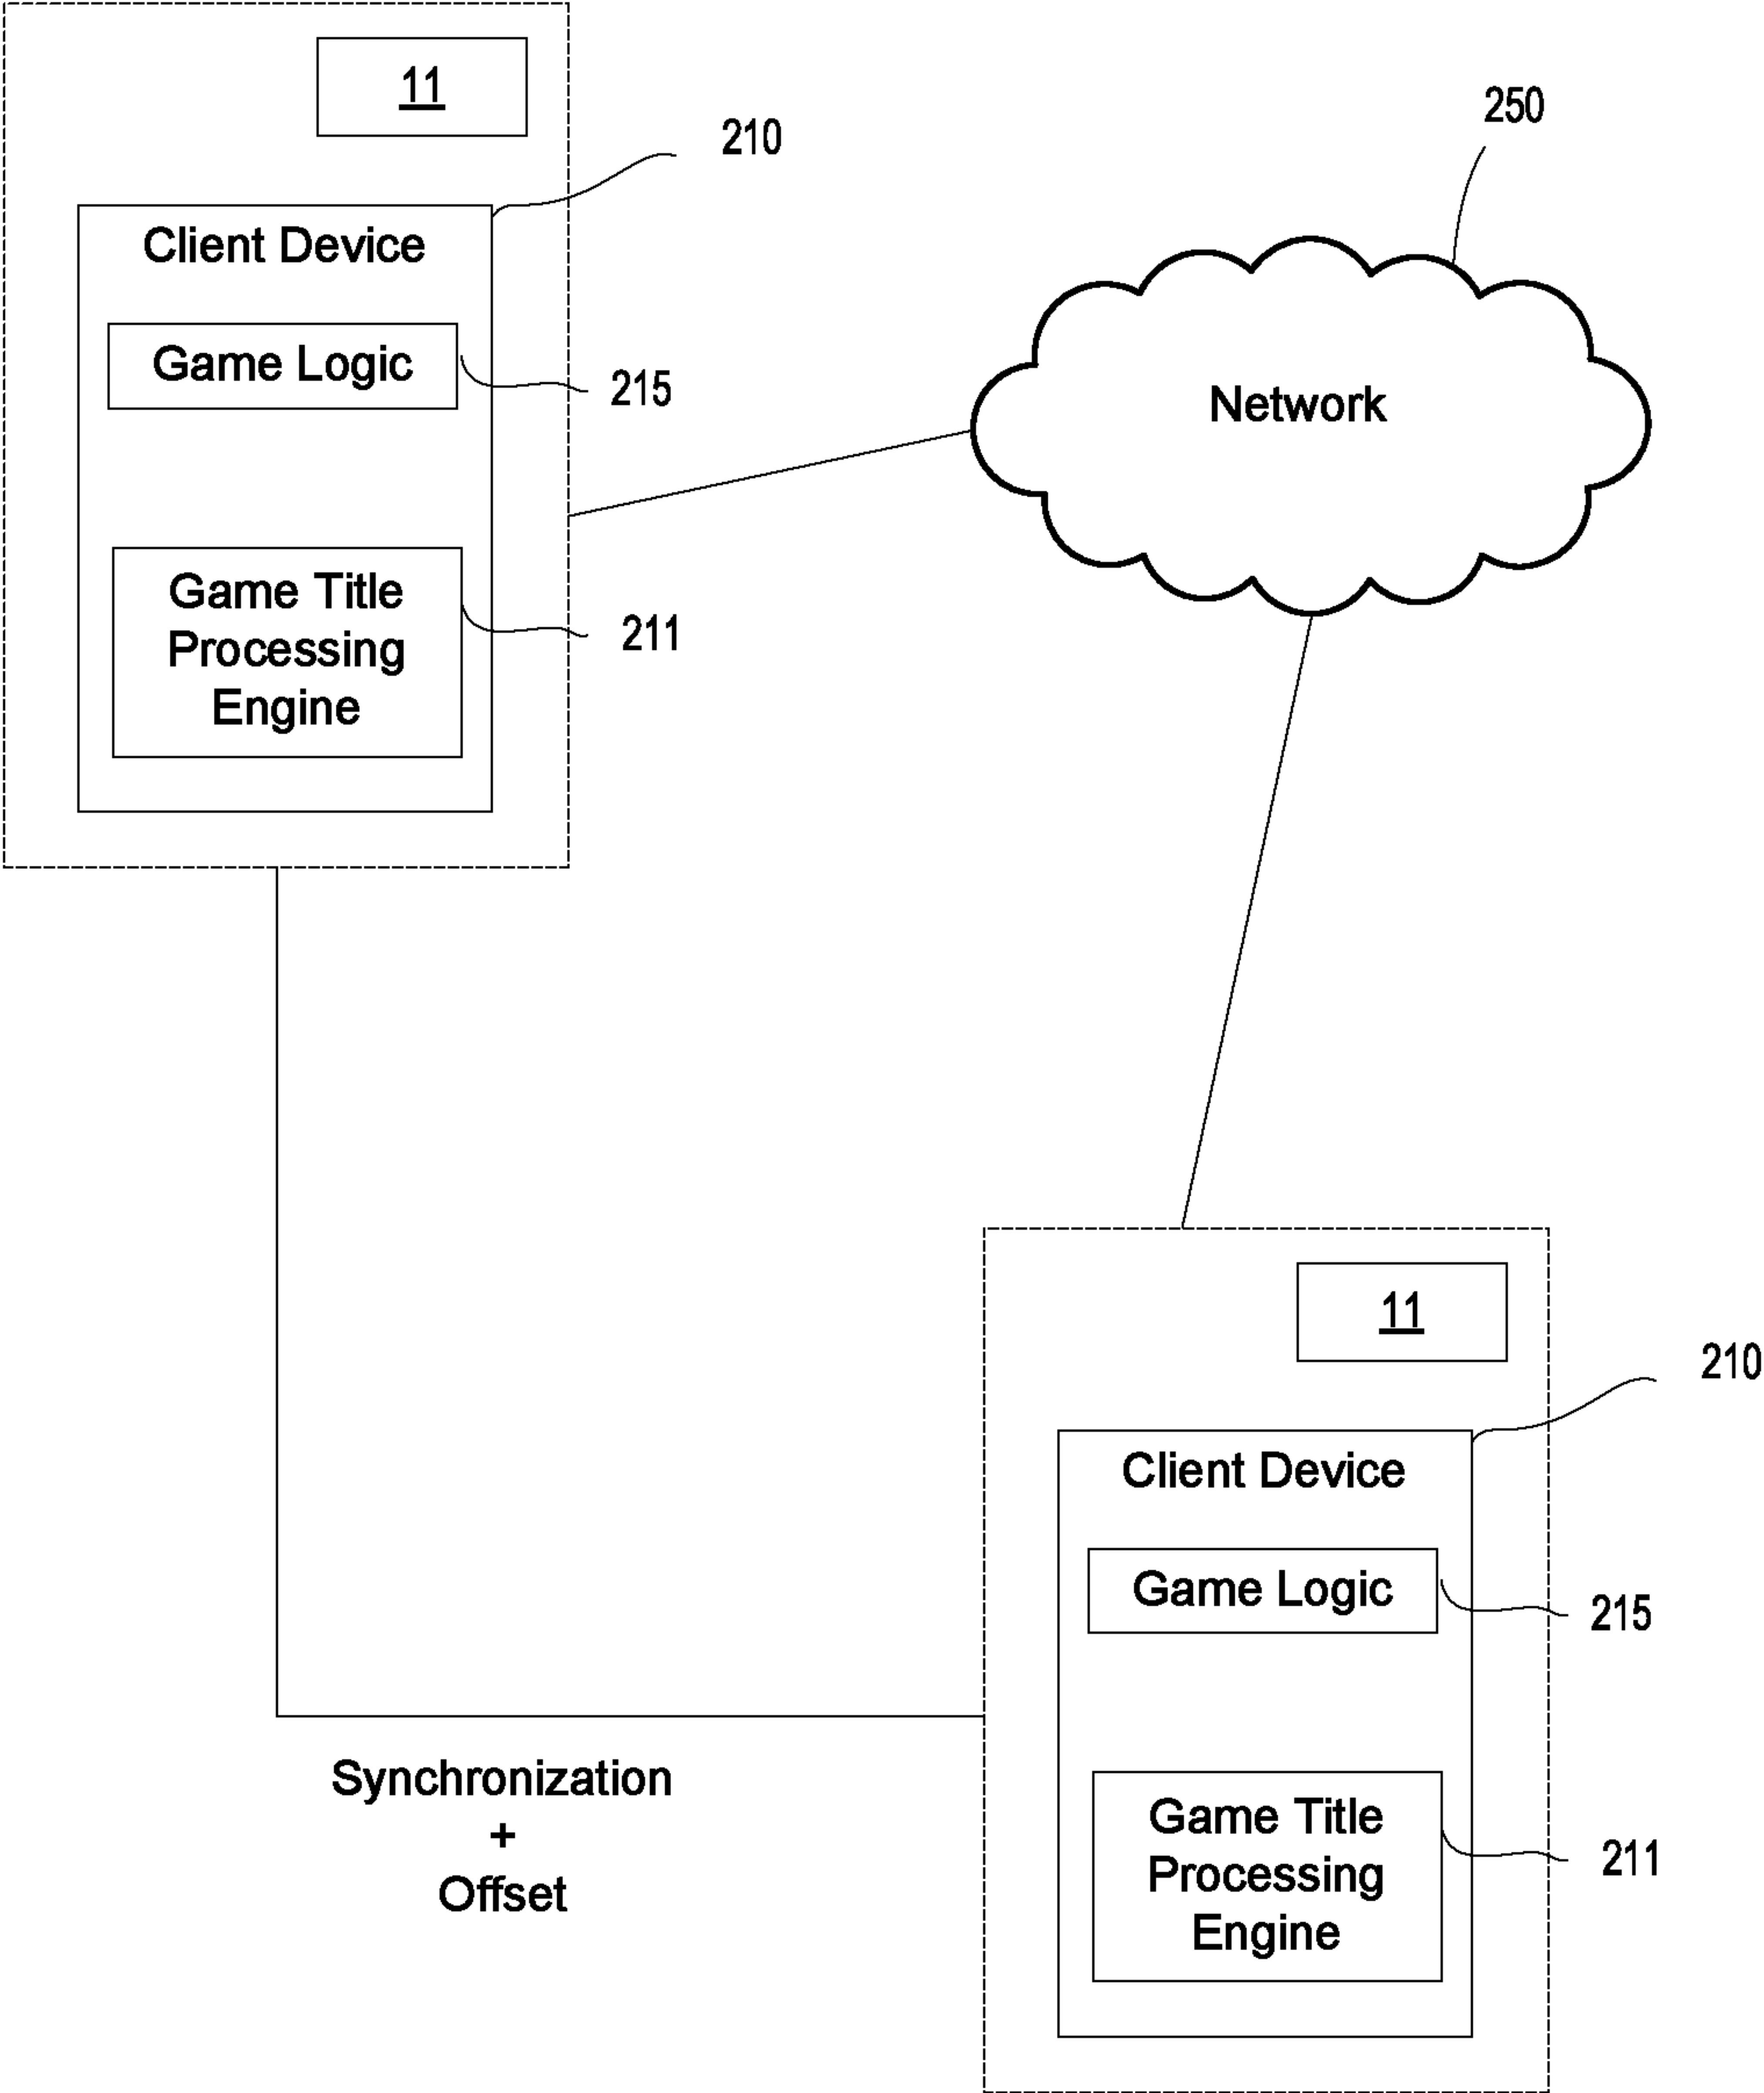 11
210
250
Client Device
Game Logic
215
Network
Game Title
Processing
Engine
211
11
210
Client Device
Game Logic
215
Synchronization
+
Offset
Game Title
Processing
Engine
211